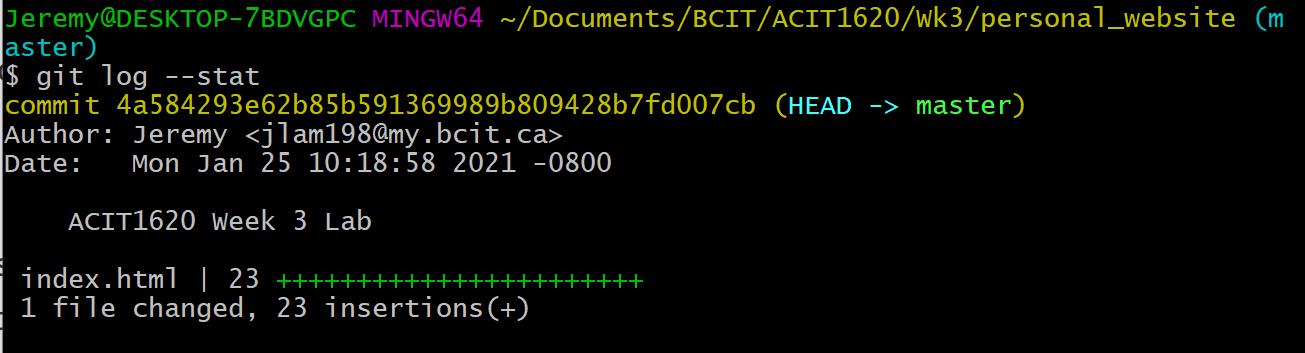 Jeremy@DESKTOP-7BDVGPC MINGW64 ~/Documents/BCIT/ACIT1620/Wk3/personal_website (m
aster)
$ git log --stat
commit 4a584293e62b85b591369989b809428b7fd007cb (HEAD -> master)
Author: Jeremy <jlam198@my.bcit.ca>
Date:   Mon Jan 25 10:18:58 2021 -0800
    ACIT1620 Week 3 Lab
 index.html | 23 +++++++++++++++++++++++
 1 file changed, 23 insertions(+)